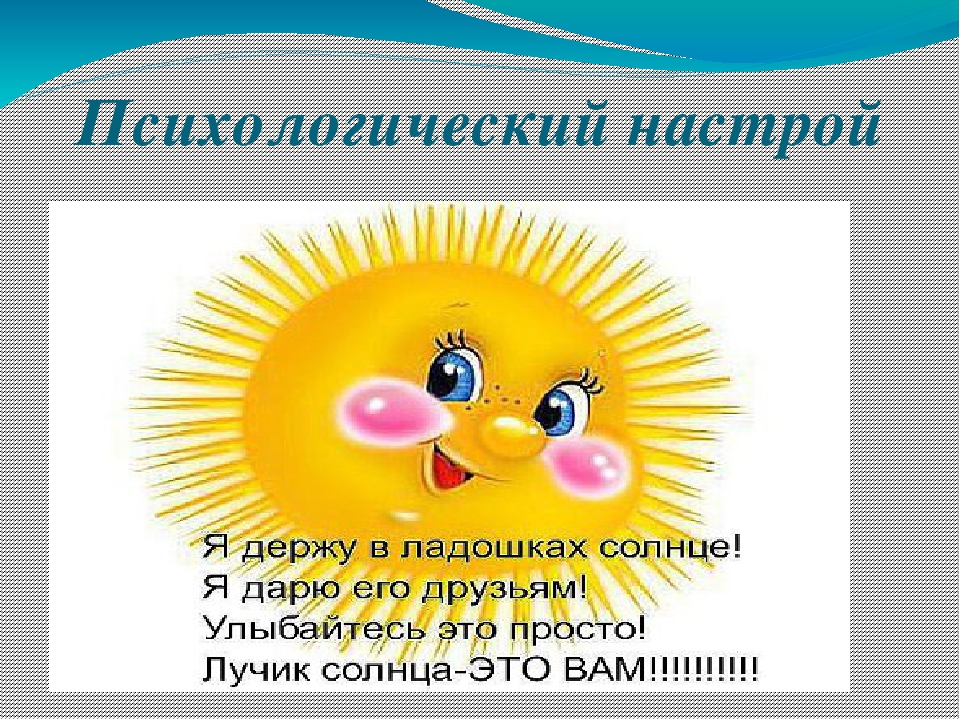 Психологический настрой
Я держу в ладошках солнце!
Я дарю его друзьям!
Улыбайтесь это просто!
Лучик солнца-ЭТО ВАМ!!!!!!!!!!